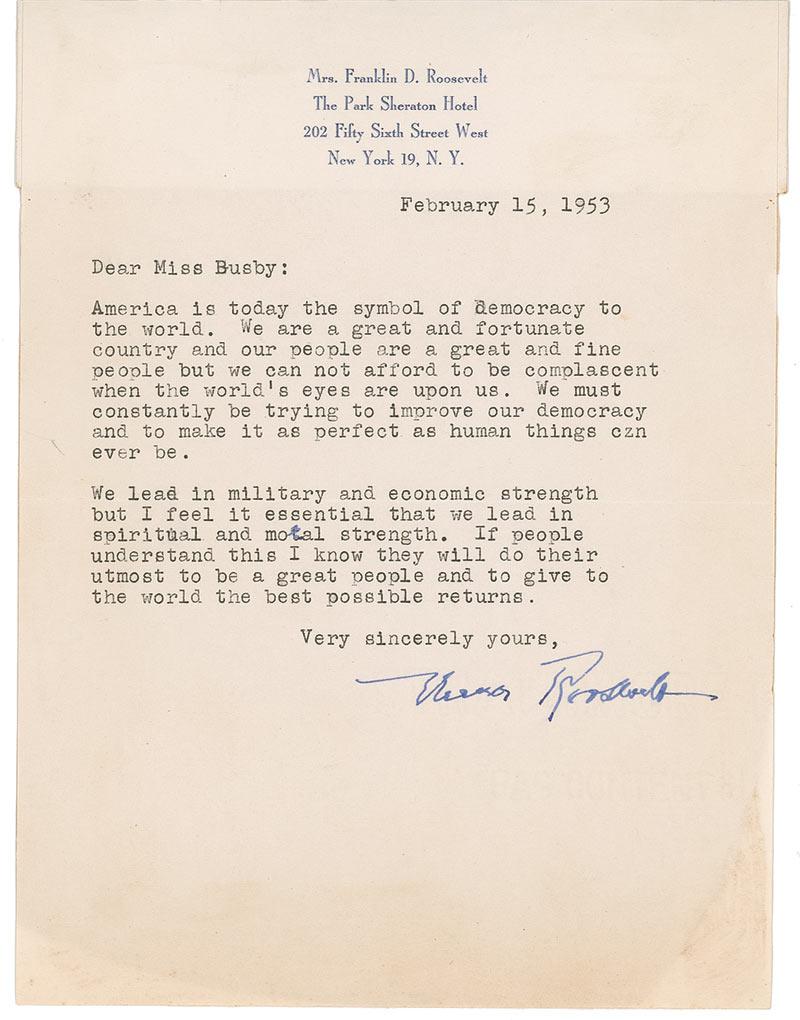 Mrs. Franklin D. Roosevelt
The Park Sheraton Hotel
202 Fifty Sixth Street West
New York 19, N. Y.
February 15, 1953
Dear Miss Busby:
America is today the symbol of democracy to
the world. We are a great and fortunate
country and our people are a great and fine
people but we can not afford to be complascent
when the world's eyes are upon us. We must
constantly be trying to improve our democracy
and to make it as perfect as human things czn
ever be.
We lead in military and economic strength
but I feel it essential that we lead in
spiritual and moral strength. If people
understand this I know they will do their
utmost to be a great people and to give to
the world the best possible returns.
Very sincerely yours,
Eleanor Roosevelt